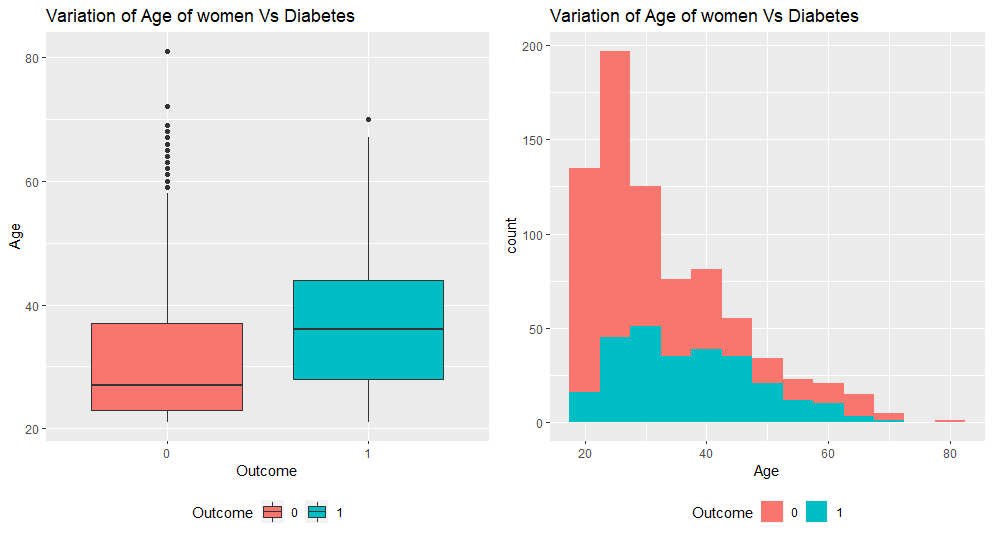 Variation of Age of women Vs Diabetes
80
60
40
20
Age
0 1
Outcome
Outcome 0 1
Variation of Age of women Vs Diabetes
200
150
100
50
0
count
20 40 60 80
Age
Outcome 0 1